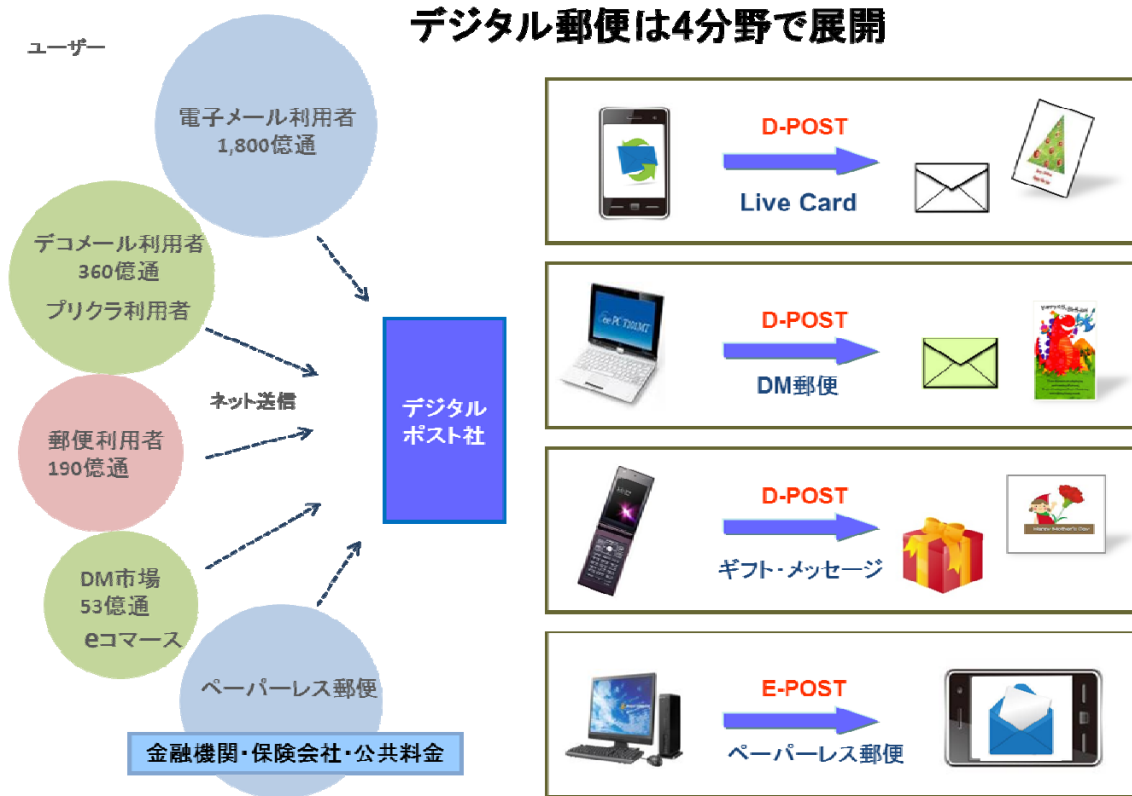 デジタル郵便は4分野で展開
ユーザー
電子メール利用者
1,800億通
デコメール利用者
360億通
プリクラ利用者
郵便利用者
190億通
DM市場
53億通
eコマース
ペーパーレス郵便
金融機関・保険会社・公共料金
ネット送信
デジタル
ポスト社
D-POST
Live Card
D-POST
DM郵便
D-POST
ギフト・メッセージ
Happy Mother's Day
E-POST
ペーパーレス郵便